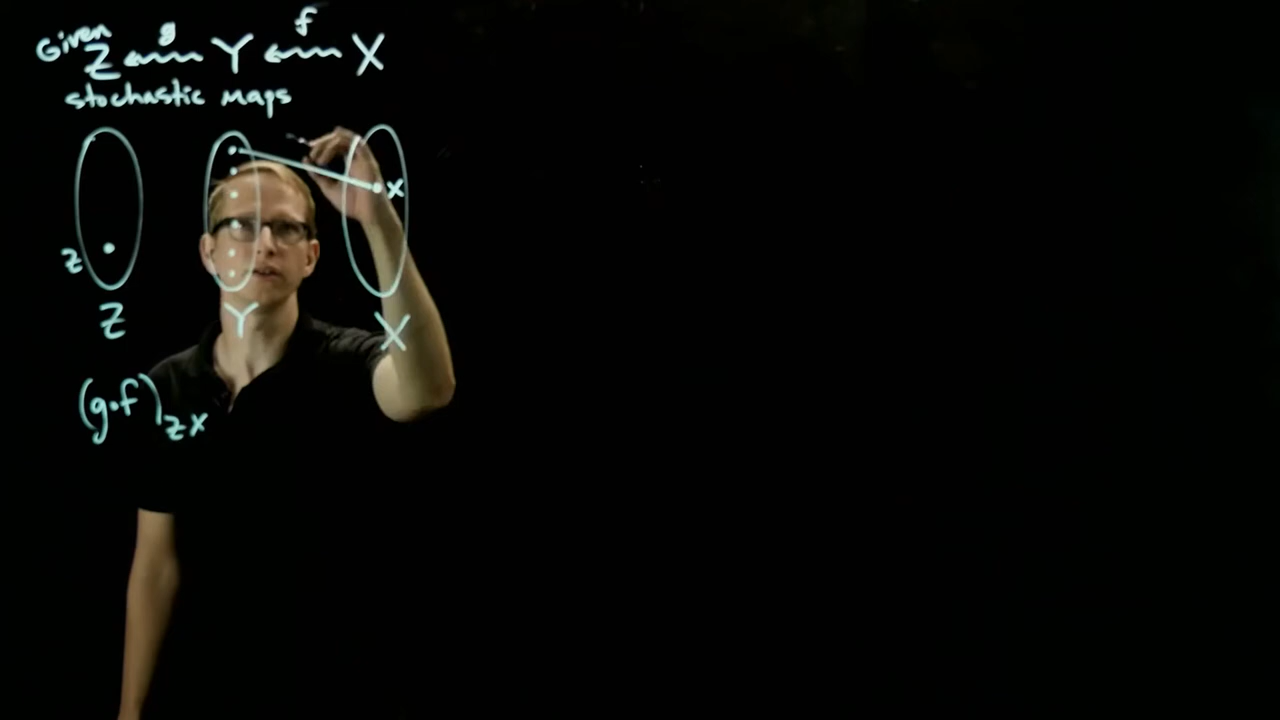 g f
Given Z Y X
stochastic maps
x
z
Z Y X
(g∘f)zx